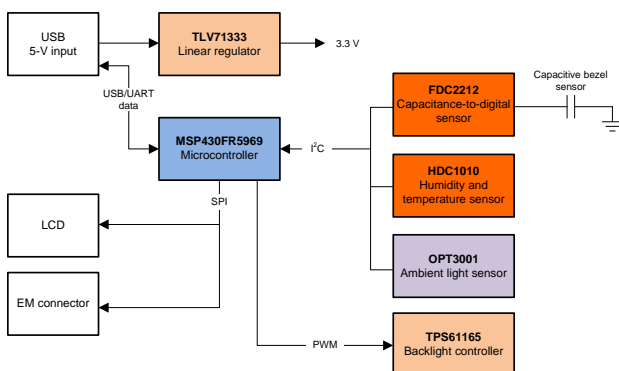 USB
5-V input
TLV71333
Linear regulator
3.3 V
USB/UART
data
FDC2212
Capacitance-to-digital
sensor
Capacitive bezel
sensor
MSP430FR5969
Microcontroller
I²C
HDC1010
Humidity and
temperature sensor
SPI
LCD
OPT3001
Ambient light sensor
EM connector
PWM
TPS61165
Backlight controller